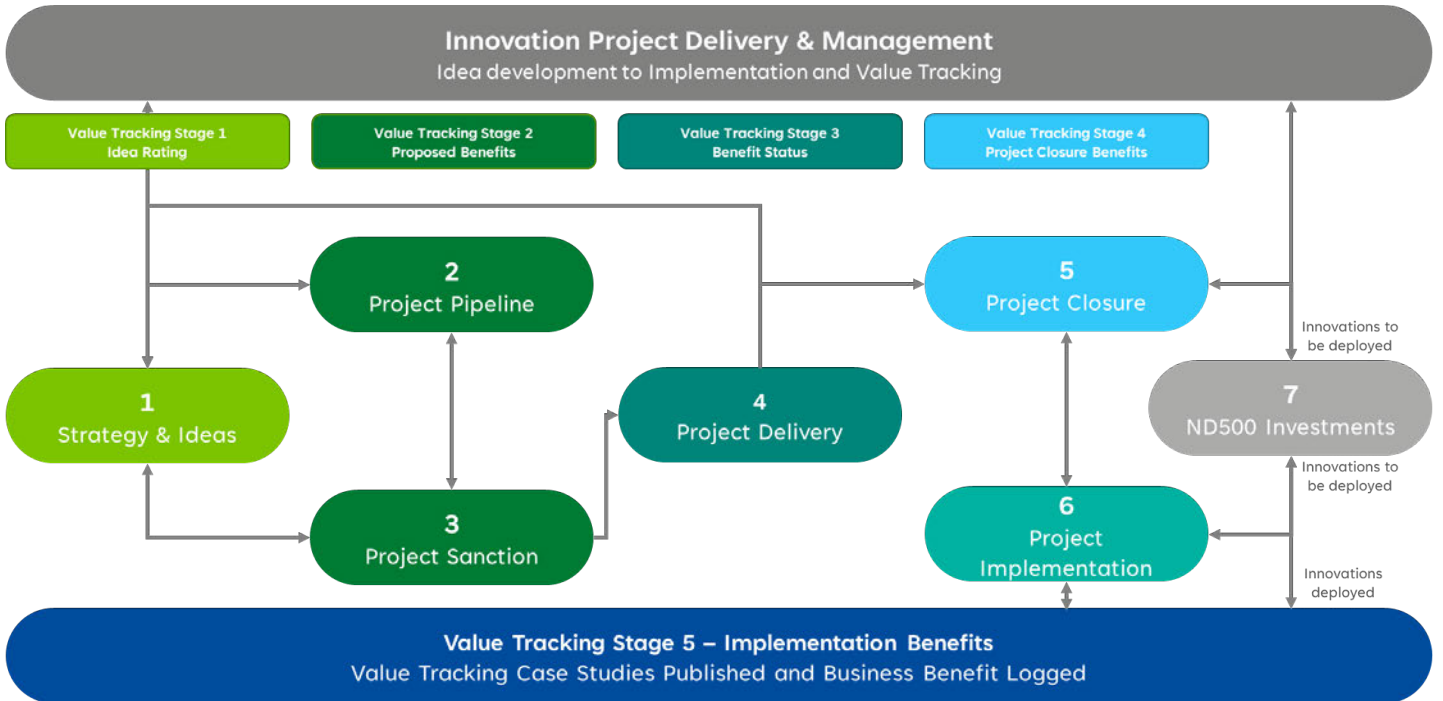 Innovation Project Delivery & Management
Idea development to Implementation and Value Tracking
Value Tracking Stage 1
Idea Rating
Value Tracking Stage 2
Proposed Benefits
Value Tracking Stage 3
Benefit Status
Value Tracking Stage 4
Project Closure Benefits
2
Project Pipeline
5
Project Closure
Innovations to
be deployed
1
Strategy & Ideas
4
Project Delivery
7
ND500 Investments
Innovations to
be deployed
3
Project Sanction
6
Project
Implementation
Innovations
deployed
Value Tracking Stage 5 – Implementation Benefits
Value Tracking Case Studies Published and Business Benefit Logged